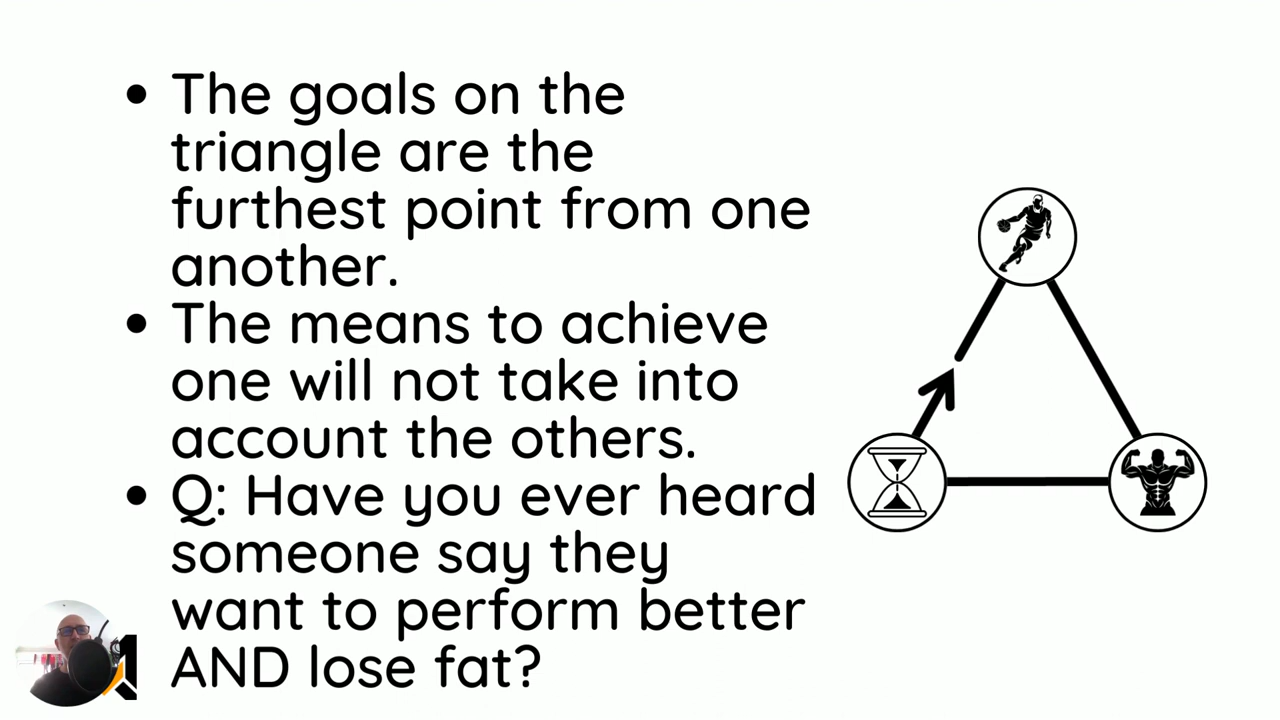 • The goals on the
triangle are the
furthest point from one
another.
• The means to achieve
one will not take into
account the others.
• Q: Have you ever heard
someone say they
want to perform better
AND lose fat?